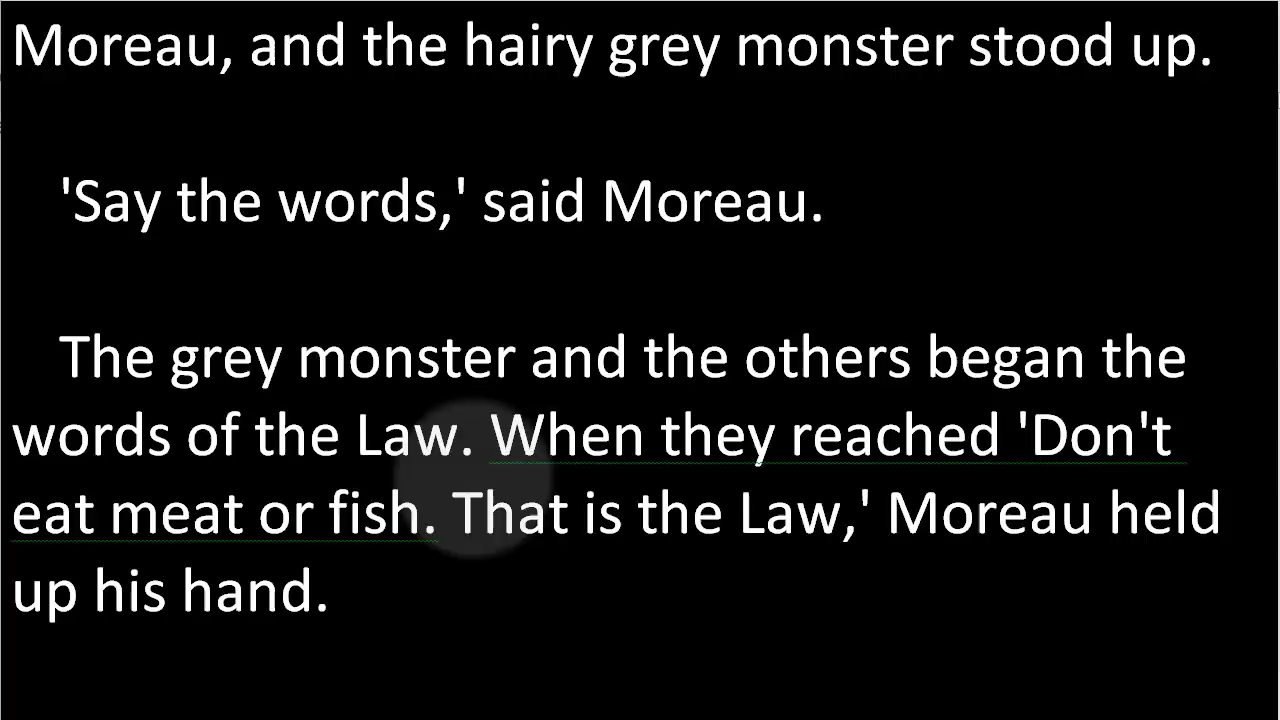 Moreau, and the hairy grey monster stood up.
'Say the words,' said Moreau.
The grey monster and the others began the
words of the Law. When they reached 'Don't
eat meat or fish. That is the Law,' Moreau held
up his hand.